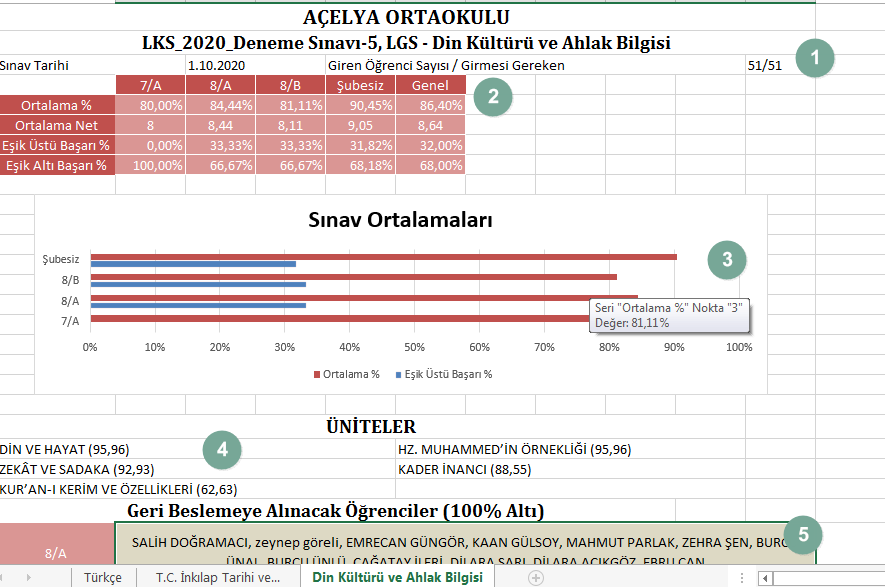 AÇELYA ORTAOKULU
LKS_2020_Deneme Sınavı-5, LGS - Din Kültürü ve Ahlak Bilgisi
Sınav Tarihi 1.10.2020 Giren Öğrenci Sayısı / Girmesi Gereken 51/51
1
7/A 8/A 8/B Şubesiz Genel
2
Ortalama % 80,00% 84,44% 81,11% 90,45% 86,40%
Ortalama Net 8 8,44 8,11 9,05 8,64
Eşik Üstü Başarı % 0,00% 33,33% 33,33% 31,82% 32,00%
Eşik Altı Başarı % 100,00% 66,67% 66,67% 68,18% 68,00%
Sınav Ortalamaları
3
Şubesiz
8/B
8/A
7/A
Seri "Ortalama %" Nokta "3"
Değer: 81,11%
0% 10% 20% 30% 40% 50% 60% 70% 80% 90% 100%
Ortalama % Eşik Üstü Başarı %
ÜNİTELER
4
DİN VE HAYAT (95,96) HZ. MUHAMMED'İN ÖRNEKLİĞİ (95,96)
ZEKÂT VE SADAKA (92,93) KADER İNANCI (88,55)
KUR'AN-I KERİM VE ÖZELLİKLERİ (62,63)
Geri Beslemeye Alınacak Öğrenciler (100% Altı)
5
8/A SALİH DOĞRAMACI, zeynep göreli, EMRECAN GÜNGÖR, KAAN GÜLSOY, MAHMUT PARLAK, ZEHRA ŞEN,
ÜNAL, BURCU ÜNLÜ, ÇAĞATAY İLERİ, DİLARA SARI, DİLARA AÇIKGÖZ, EBRU CAN
Türkçe T.C. İnkılap Tarihi ve... Din Kültürü ve Ahlak Bilgisi